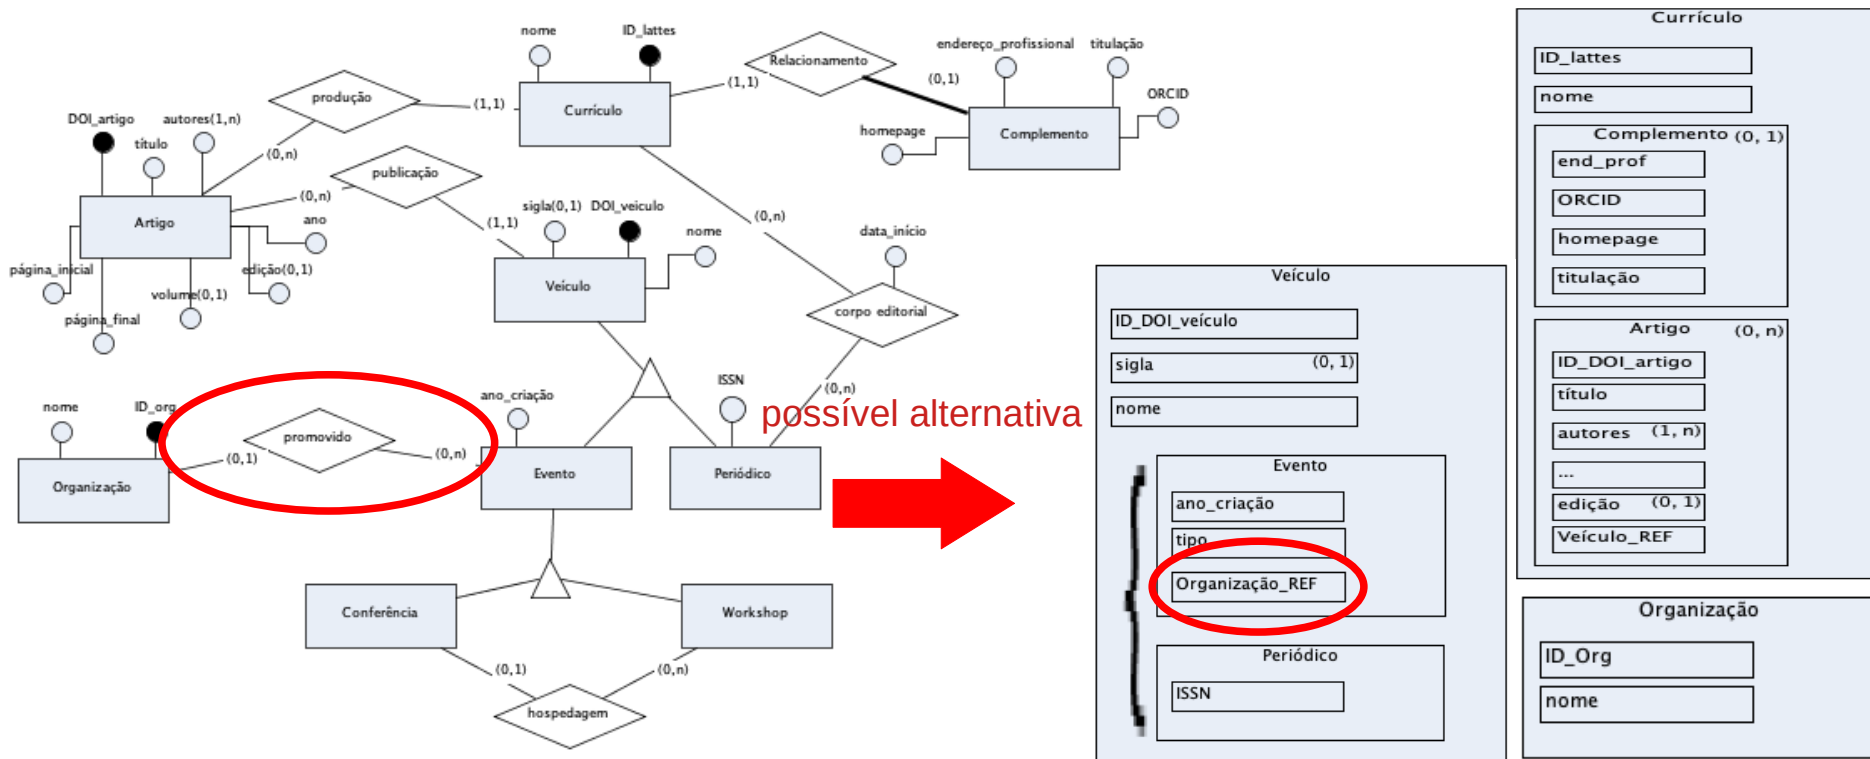 nome
ID_lattes
produção
(1,1)
Currículo
(1,1)
Relacionamento
(0,1)
endereço_profissional
titulação
ORCID
homepage
Complemento
DOI_artigo
autores(1,n)
título
(0,n)
publicação
(0,n)
(1,1)
Artigo
ano
página_inicial
edição(0,1)
volume(0,1)
página_final
sigla(0,1)
DOI_veiculo
nome
Veículo
(0,n)
data_início
corpo editorial
(0,n)
ISSN
nome
ID_org
promovido
(0,1)
(0,n)
ano_criação
Organização
Evento
Periódico
Conferência
Workshop
(0,1)
(0,n)
hospedagem
possível alternativa
Veículo
ID_DOI_veículo
sigla (0, 1)
nome
Evento
ano_criação
tipo
Organização_REF
Periódico
ISSN
Currículo
ID_lattes
nome
Complemento (0, 1)
end_prof
ORCID
homepage
titulação
Artigo (0, n)
ID_DOI_artigo
título
autores (1, n)
...
edição (0, 1)
Veículo_REF
Organização
ID_Org
nome